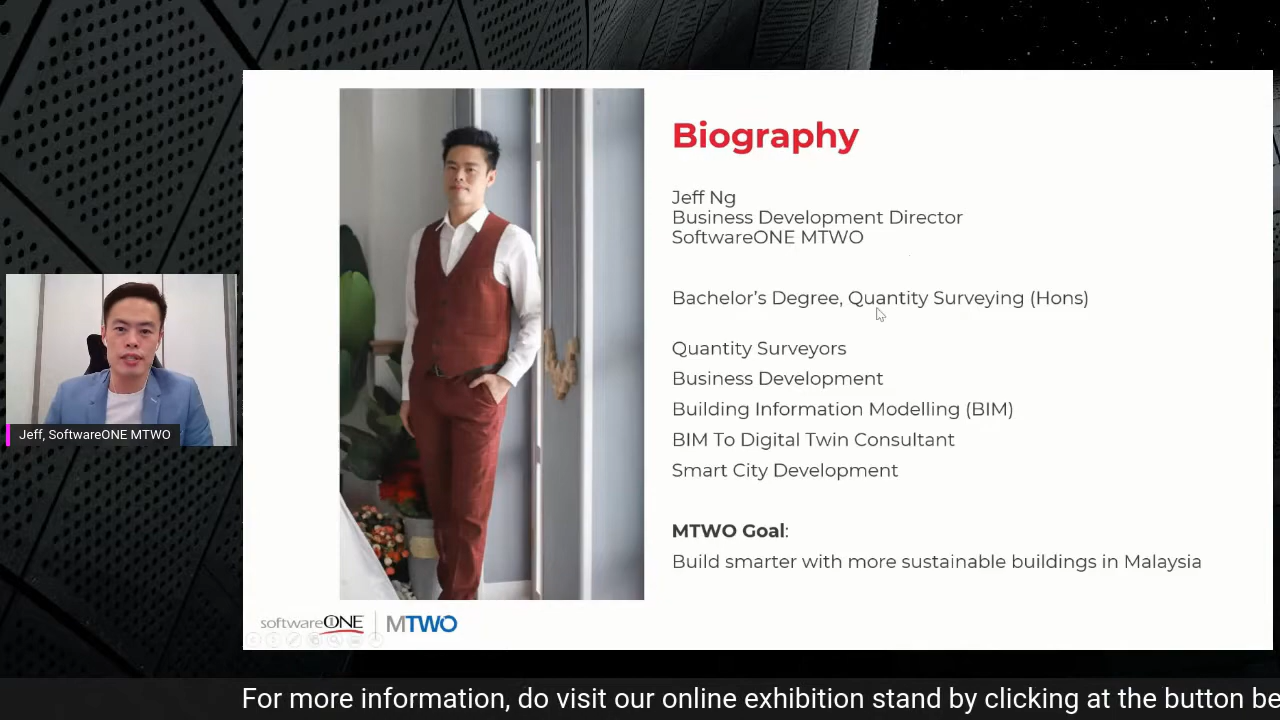 Biography
Jeff Ng
Business Development Director
SoftwareONE MTWO
Bachelor's Degree, Quantity Surveying (Hons)
Quantity Surveyors
Business Development
Building Information Modelling (BIM)
BIM To Digital Twin Consultant
Smart City Development
MTWO Goal:
Build smarter with more sustainable buildings in Malaysia
Jeff, SoftwareONE MTWO
softwareONE MTWO
For more information, do visit our online exhibition stand by clicking at the button be